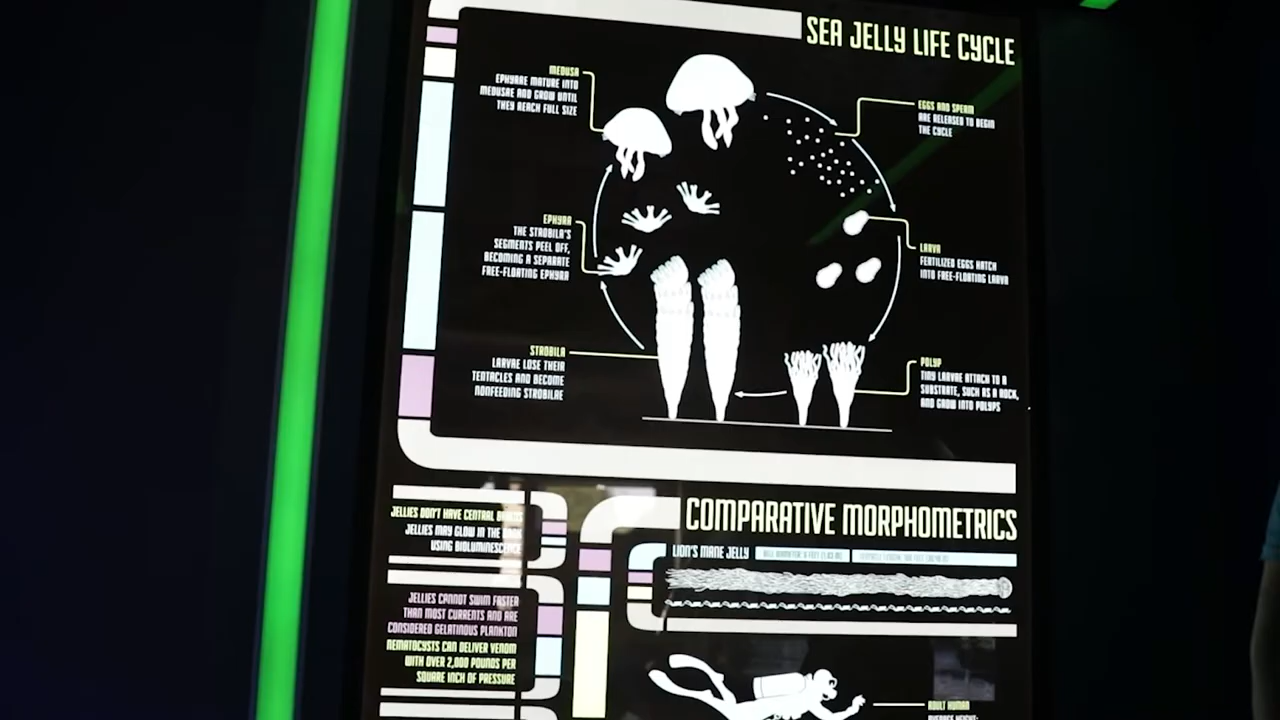 SEA JELLY LIFE CYCLE
MEDUSA
EPHYRE MATURE INTO
MEDUSAE AND GROW UNTIL
THEY REACH FULL SIZE
EGGS AND SPERM
ARE RELEASED TO BEGIN
THE CYCLE
EPHYRA
THE STROBILA'S
SEGMENTS PEEL OFF,
BECOMING A SEPARATE
FREE-FLOATING EPHYRA
LARVA
FERTILIZED EGGS HATCH
INTO FREE-FLOATING LARVA
STROBILA
LARVAE LOSE THEIR
TENTACLES AND BECOME
NONFEEDING STROBILAE
POLYP
TINY LARVAE ATTACH TO A
SUBSTRATE, SUCH AS A ROCK,
AND GROW INTO POLYPS
JELLIES DON'T HAVE CENTRAL
JELLIES MAY GLOW IN THE
USING BIOLUMINESCENCE
JELLIES CANNOT SWIM FASTER
THAN MOST CURRENTS AND ARE
CONSIDERED GELATINOUS PLANKTON
NEMATOCYSTS CAN DELIVER VENOM
WITH OVER 2,000 POUNDS PER
SQUARE INCH OF PRESSURE
COMPARATIVE MORPHOMETRICS
LION'S MANE JELLY
ADULT HUMAN